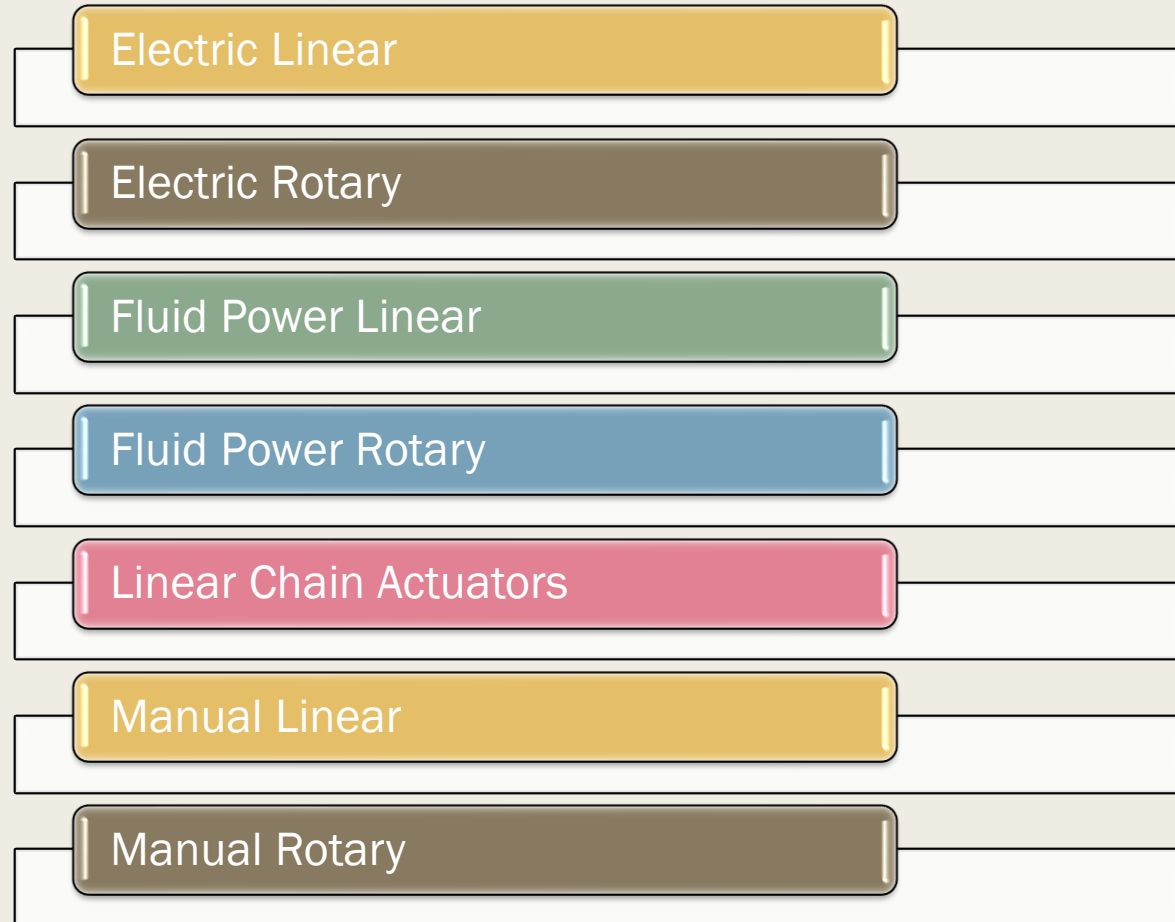 Electric Linear
Electric Rotary
Fluid Power Linear
Fluid Power Rotary
Linear Chain Actuators
Manual Linear
Manual Rotary